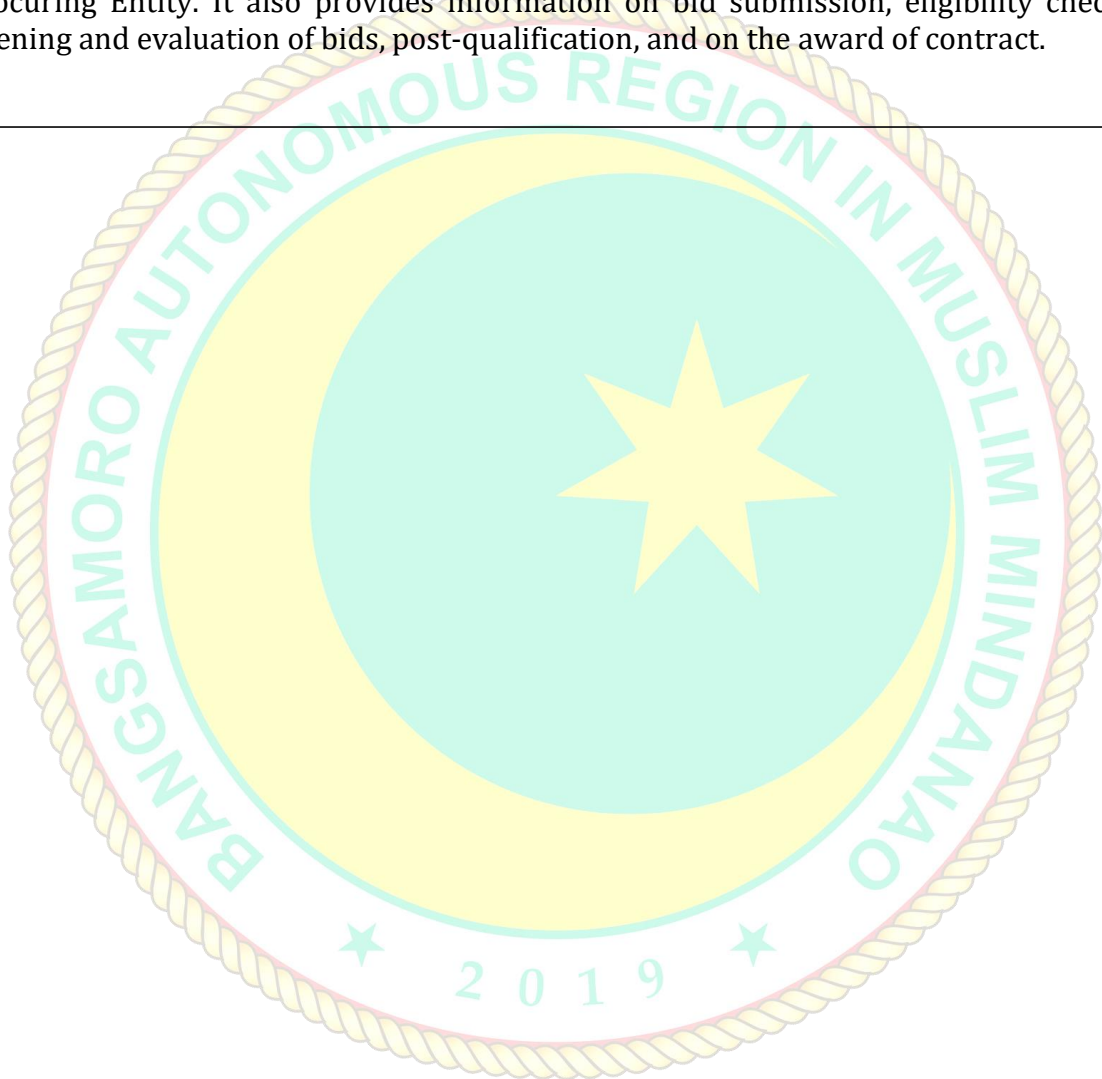 ocuring Entity. It also provides information on bid submission, eligibility chec
ening and evaluation of bids, post-qualification, and on the award of contract.
BANGSAMORO AUTONOMOUS REGION IN MUSLIM MINDANAO
2019